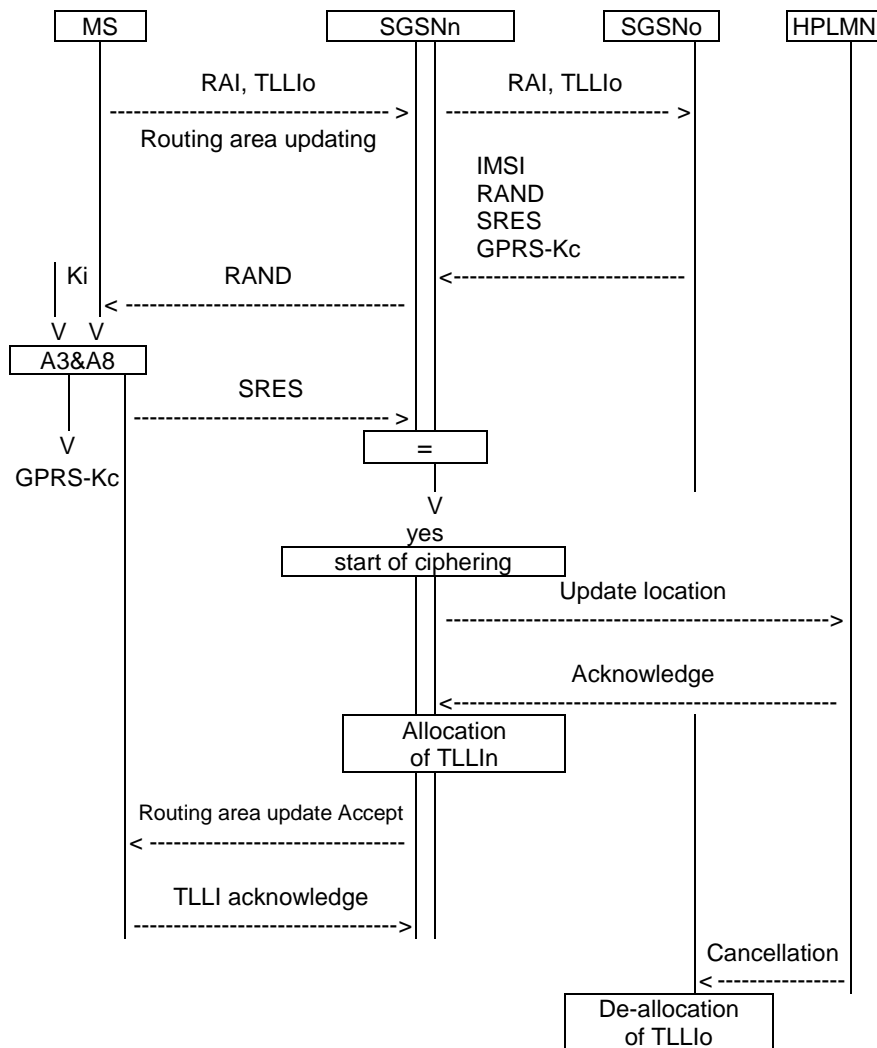 MS SGSNn SGSNo HPLMN
RAI, TLLIo RAI, TLLIo
--------------------------------> --------------------------->
Routing area updating
IMSI
RAND
SRES
GPRS-Kc
Ki RAND <---------------------------
< --------------------------------
V V
A3&A8
SRES
-----------------------------> 
V =
GPRS-Kc
V
yes
start of ciphering
Update location
---------------------------------------------->
Acknowledge
<----------------------------------------------
Allocation
of TLLIn
Routing area update Accept
< -----------------------------
TLLI acknowledge
------------------------------->
Cancellation
< ---------------
De-allocation
of TLLIo